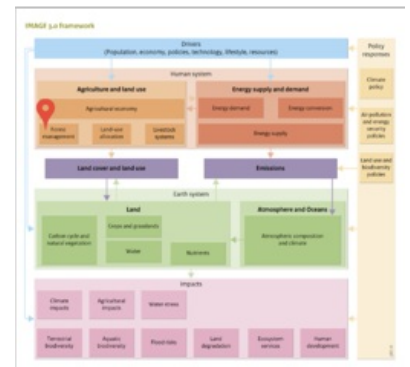 IMAGE 3.0 framework
Drivers
(Population, economy, policies, technology, lifestyle, resources)
Policy
responses
Human system
Agriculture and land use
Energy supply and demand
Climate
policy
Agricultural economy
Energy demand
Energy conversion
Forest
management
Land-use
allocation
Livestock
systems
Energy supply
Air pollution
and energy
security
policies
Land cover and land use
Emissions
Land use and
biodiversity
policies
Earth system
Land
Atmosphere and Oceans
Carbon cycle and
natural vegetation
Crops and grasslands
Water
Nutrients
Atmospheric composition
and climate
Impacts
Climate
impacts
Agricultural
impacts
Water stress
Terrestrial
biodiversity
Aquatic
biodiversity
Flood risks
Land
degradation
Ecosystem
services
Human
development